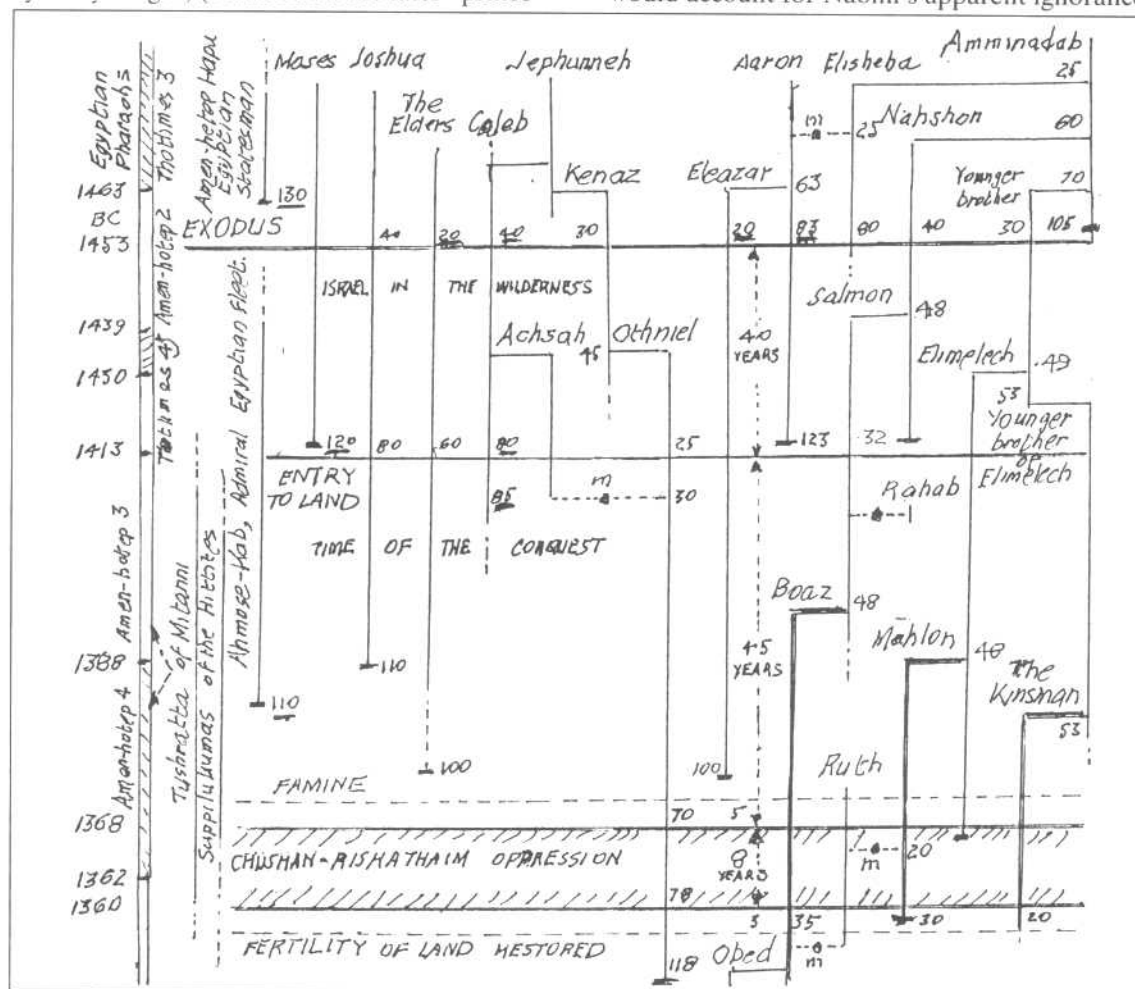 would account for Naomi's apparent ignorance
Amminadab
Moses Joshua Jephunneh Aaron Elisheba
25
The Elders Caleb
m 25 Nahshon 60
Egyptian Pharaohs
Thothmes 3
Amen-hetep Hapu Egyptian Statesman
Kenaz Eleazar 63 Younger brother 70
1463 130
BC
EXODUS 40 20 40 30 20 83 80 40 30 105
1453
ISRAEL IN THE WILDERNESS
Amen-hotep 2
Salmon 48
1439
Achsah Othniel 40 YEARS
45
Elimelech 49
1430
53
Thothmes 4
Younger brother of Elimelech
120 80 60 80 25 123 32
1413
ENTRY TO LAND
m 30 Rahab
85
TIME OF THE CONQUEST
Ahmose-Hab, Admiral Egyptian Fleet.
Amen-hotep 3
Tushratta of Mitanni
Suppiluliumas of the Hittites
Boaz 48
45 YEARS
Mahlon 48
1388 110
The Kinsman
110
53
Amen-hotep 4
100 100 Ruth
FAMINE
70 5
1368
CHUSHAN-RISHATHAIM OPPRESSION 8 YEARS m 20
1362
78
1360
3 35 30 20
FERTILITY OF LAND RESTORED m
118 Obed